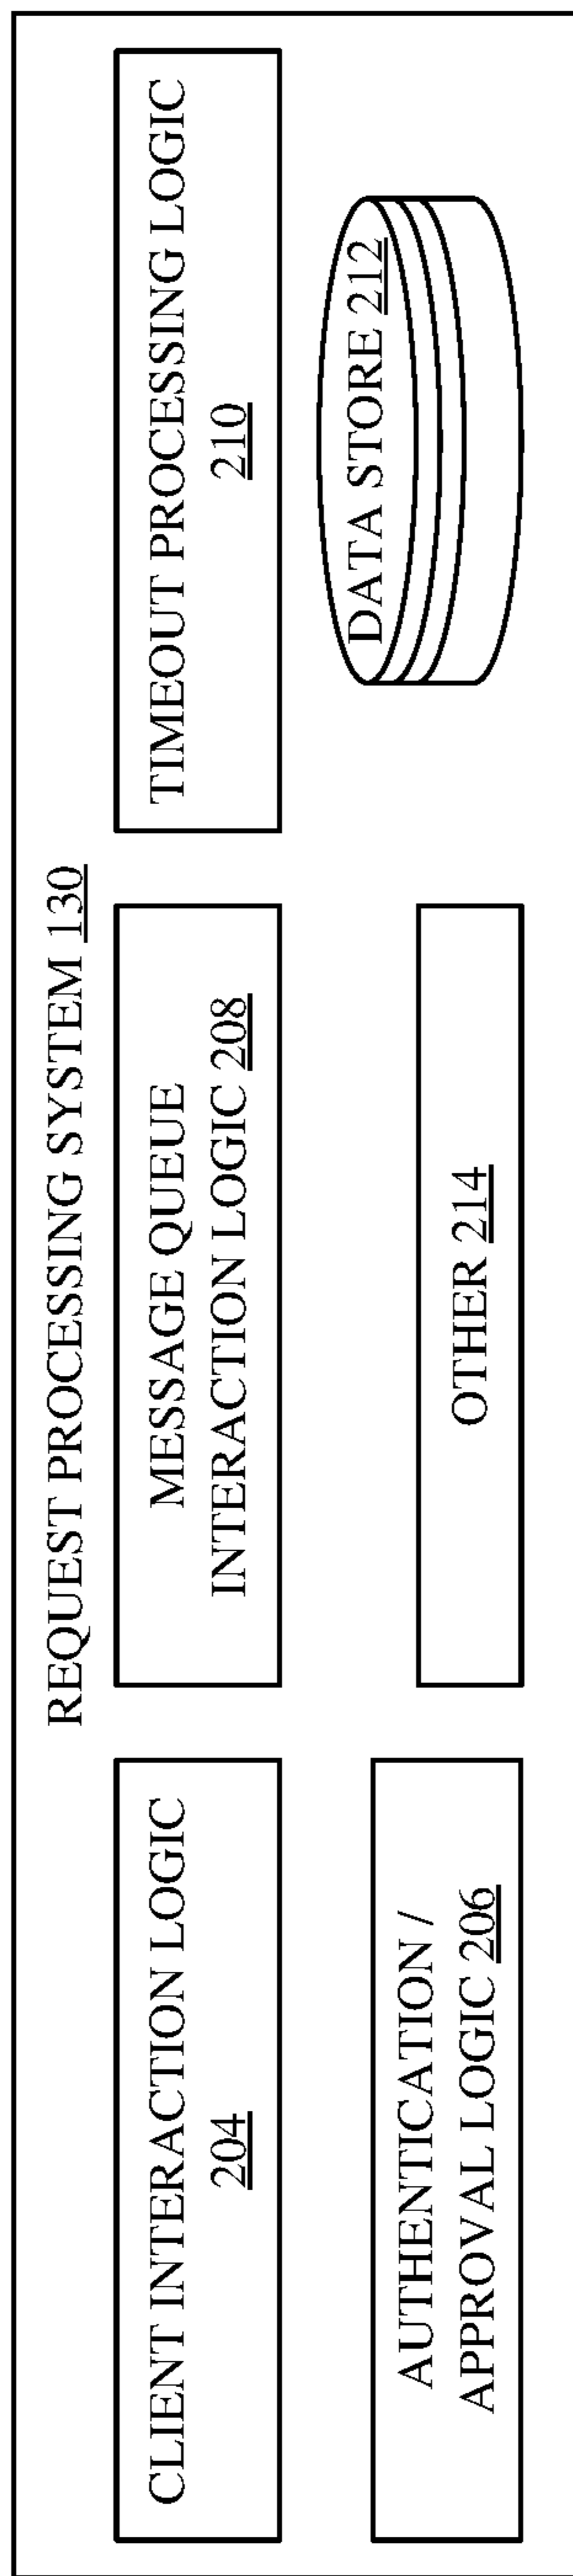 REQUEST PROCESSING SYSTEM 130
CLIENT INTERACTION LOGIC
204
MESSAGE QUEUE
INTERACTION LOGIC 208
TIMEOUT PROCESSING LOGIC
210
AUTHENTICATION /
APPROVAL LOGIC 206
OTHER 214
DATA STORE 212